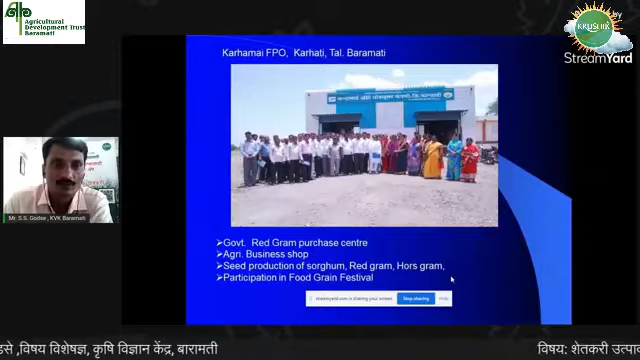 Agricultural
Development Trust
Baramati
KRUSHIK
StreamYard
Karhamai FPO, Karhati, Tal. Baramati
➢Govt. Red Gram purchase centre
➢Agri. Business shop
➢Seed production of sorghum, Red gram, Hors gram,
➢Participation in Food Grain Festival
streamyard.com is sharing your screen.
Stop sharing
Hide
Mr. S.S. Godse , KVK Baramati
डसे ,विषय विशेषज्ञ, कृषि विज्ञान केंद्र, बारामती
विषय: शेतकरी उत्पा